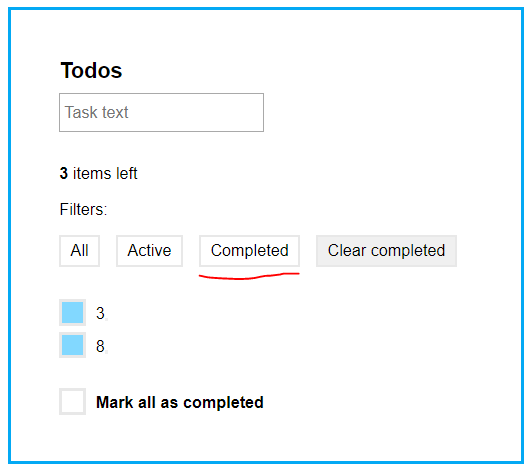 Todos
Task text
3 items left
Filters:
All Active Completed Clear completed
3
8
Mark all as completed